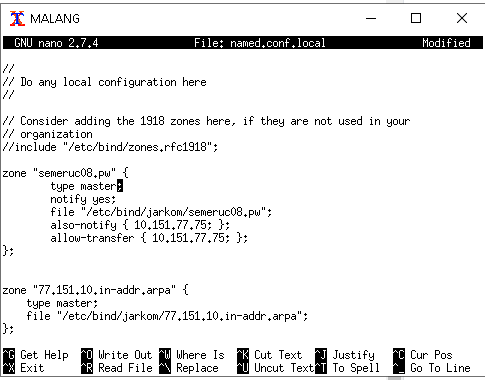 MALANG
GNU nano 2.7.4 File: named.conf.local Modified
//
// Do any local configuration here
//
// Consider adding the 1918 zones here, if they are not used in your
// organization
//include "/etc/bind/zones.rfc1918";
zone "semeruc08.pw" {
type master;
notify yes;
file "/etc/bind/jarkom/semeruc08.pw";
also-notify { 10.151.77.75; };
allow-transfer { 10.151.77.75; };
};
zone "77.151.10.in-addr.arpa" {
type master;
file "/etc/bind/jarkom/77.151.10.in-addr.arpa";
};
^G Get Help ^O Write Out ^W Where Is ^K Cut Text ^J Justify ^C Cur Pos
^X Exit ^R Read File ^\ Replace ^U Uncut Text ^T To Spell ^_ Go To Line